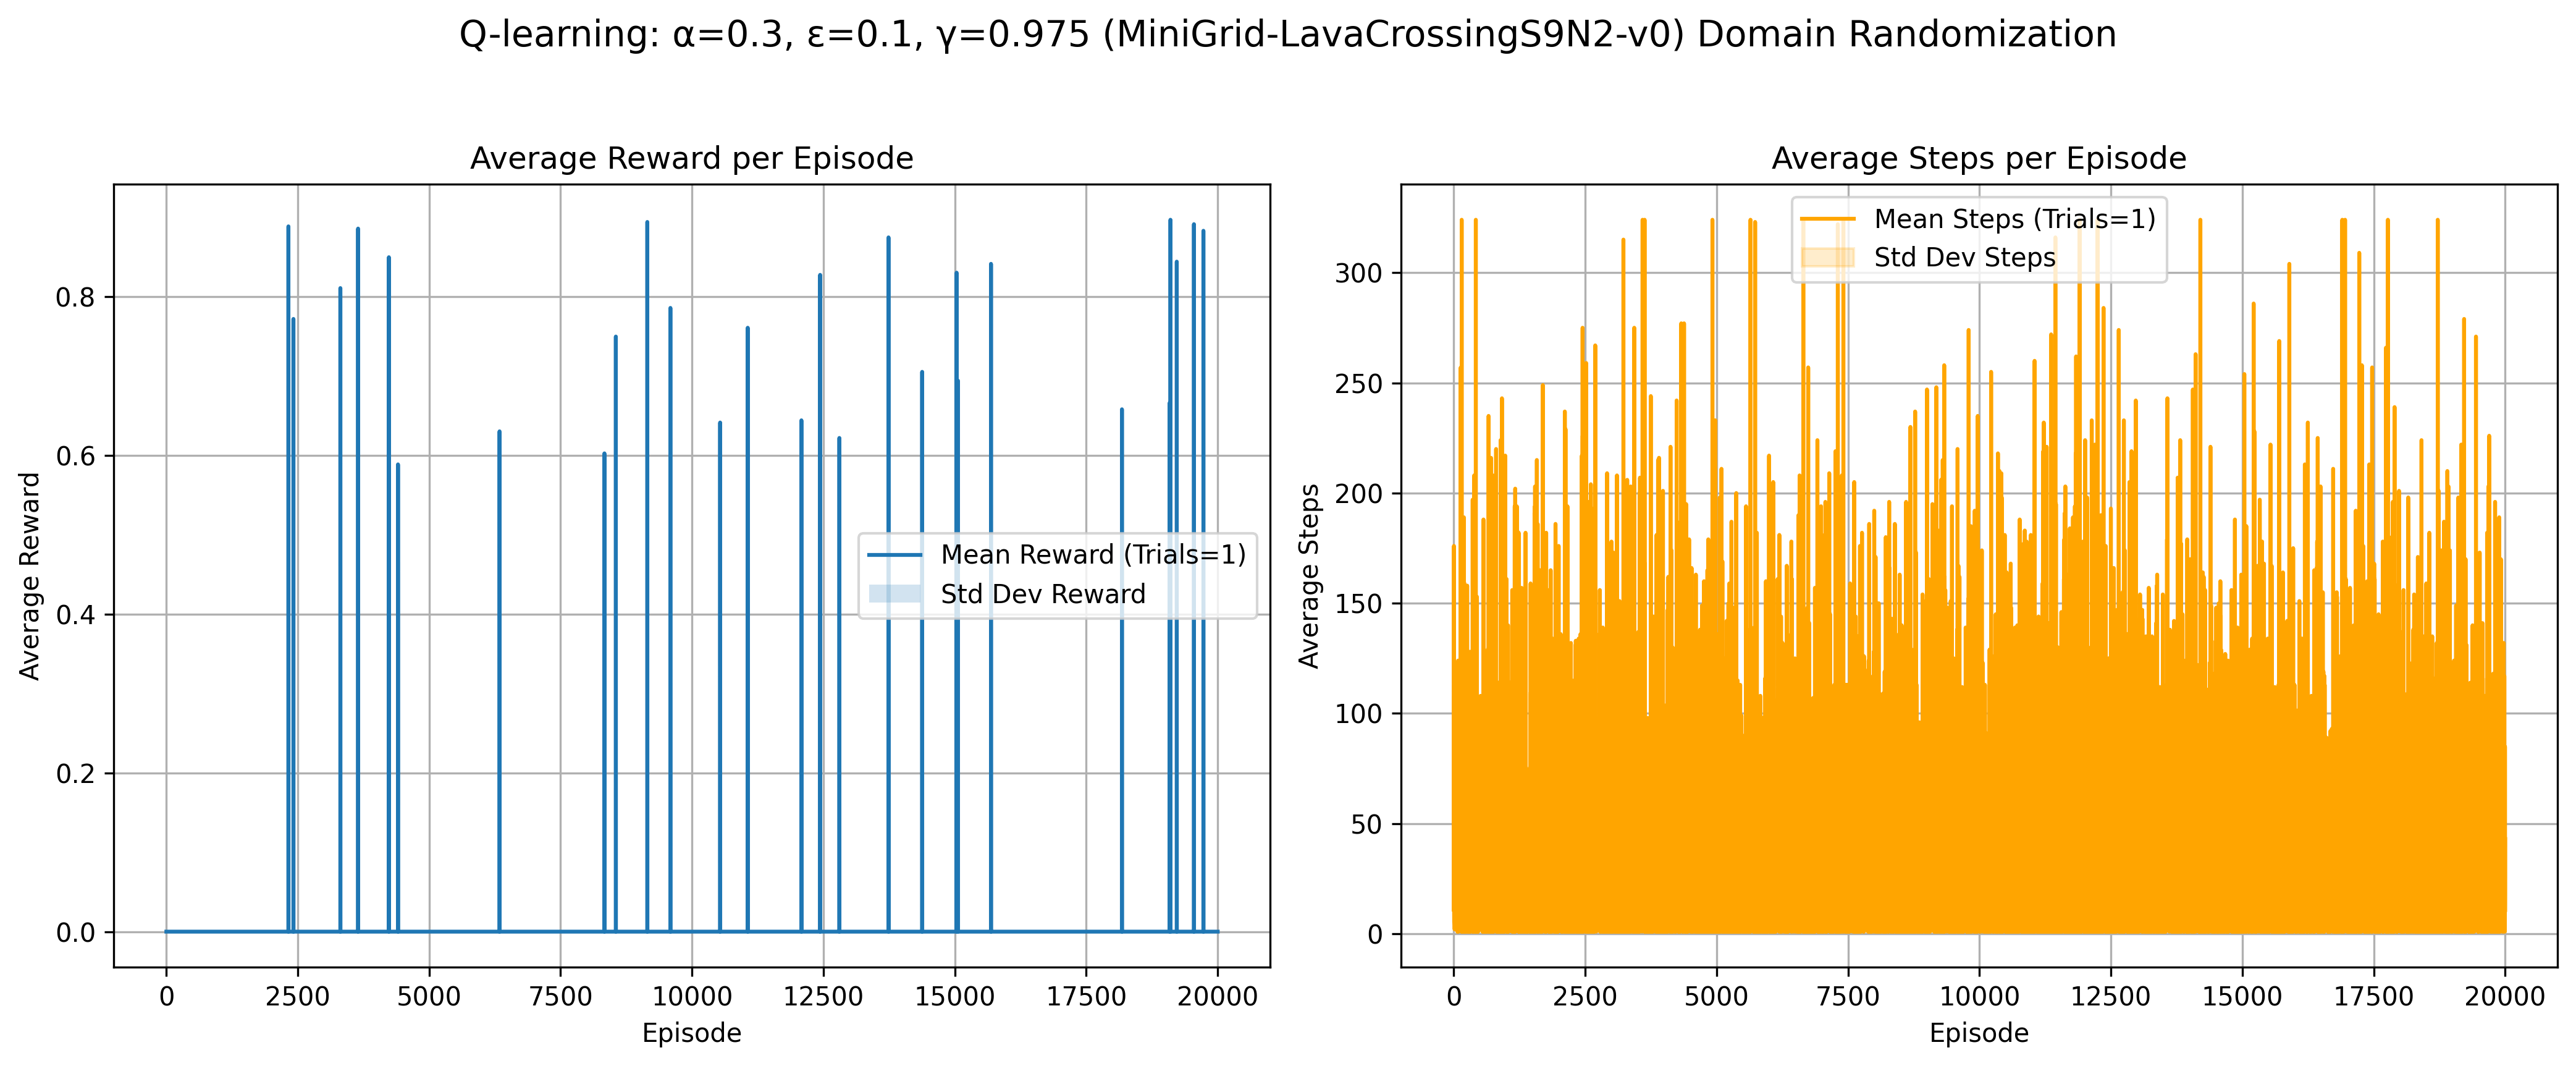 Q-learning: α=0.3, ε=0.1, γ=0.975 (MiniGrid-LavaCrossingS9N2-v0) Domain Randomization
Average Reward per Episode
Average Reward
0.8
0.6
0.4
0.2
0.0
Mean Reward (Trials=1)
Std Dev Reward
0 2500 5000 7500 10000 12500 15000 17500 20000
Episode
Average Steps per Episode
Average Steps
300
250
200
150
100
50
0
Mean Steps (Trials=1)
Std Dev Steps
0 2500 5000 7500 10000 12500 15000 17500 20000
Episode